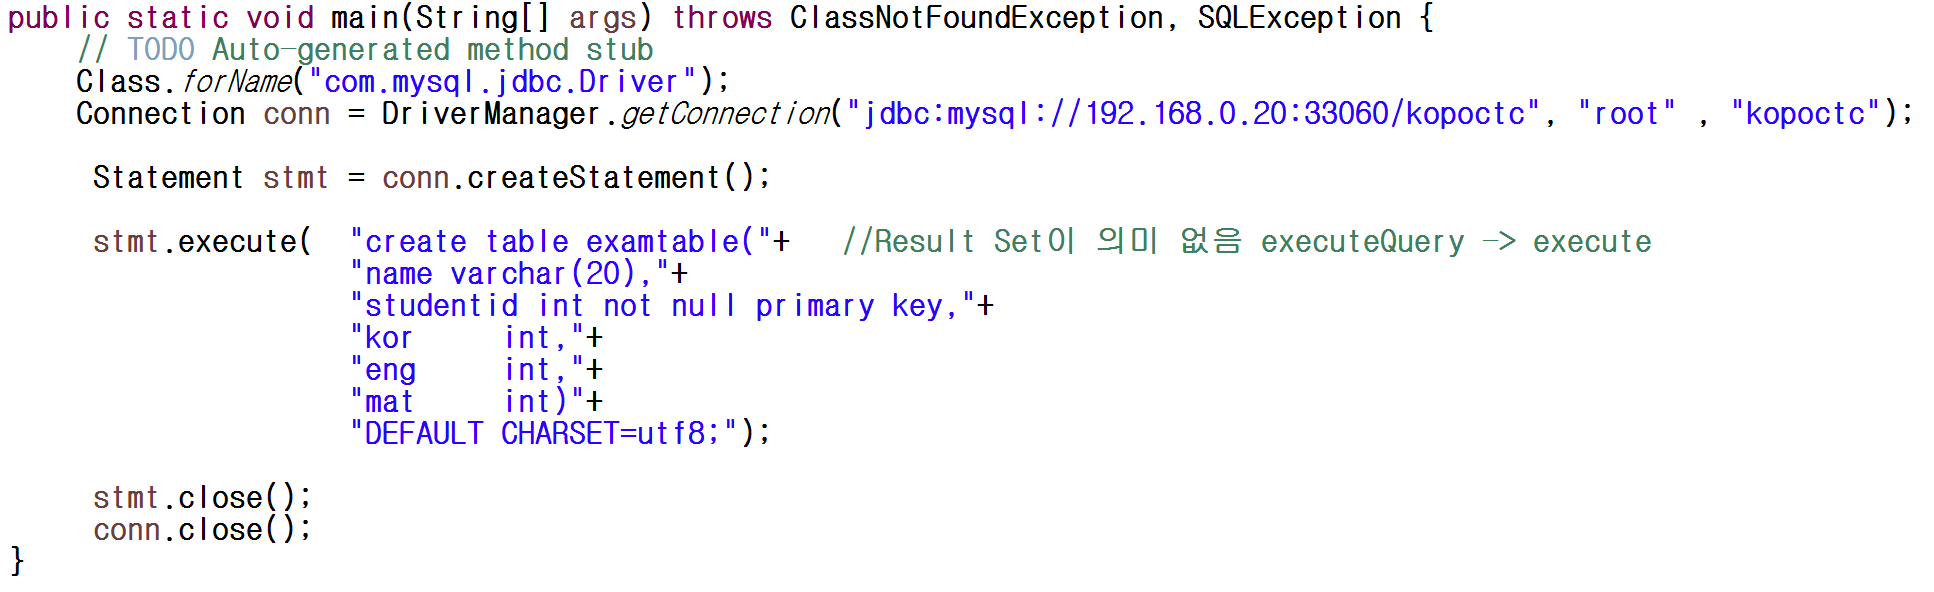 public static void main(String[] args) throws ClassNotFoundException, SQLException {
// TODO Auto-generated method stub
Class.forName("com.mysql.jdbc.Driver");
Connection conn = DriverManager.getConnection("jdbc:mysql://192.168.0.20:33060/kopoctc", "root" , "kopoctc");
Statement stmt = conn.createStatement();
stmt.execute( "create table examtable("+ //Result Set이 의미 없음 executeQuery -> execute
"name varchar(20),"+
"studentid int not null primary key,"+
"kor int,"+
"eng int,"+
"mat int)"+
"DEFAULT CHARSET=utf8;");
stmt.close();
conn.close();
}